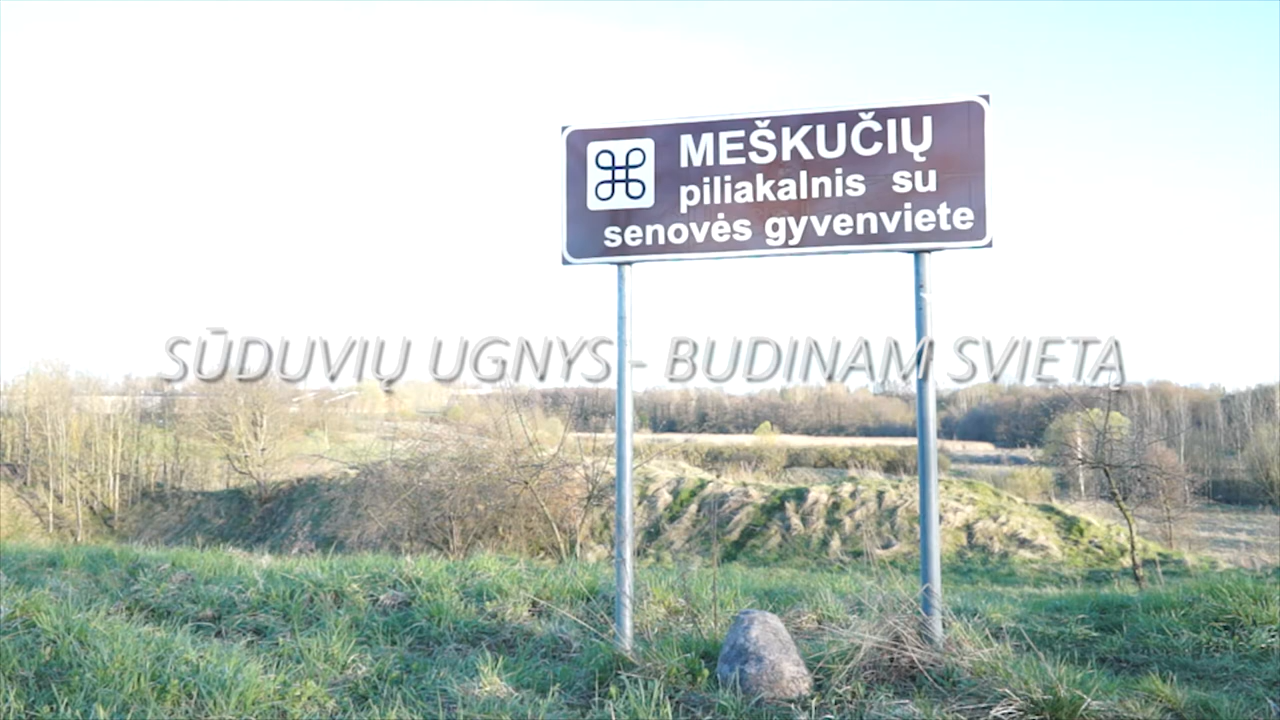 MEŠKUČIŲ
piliakalnis su
senovės gyvenviete
SŪDUVIŲ UGNYS - BUDINAM SVIETA